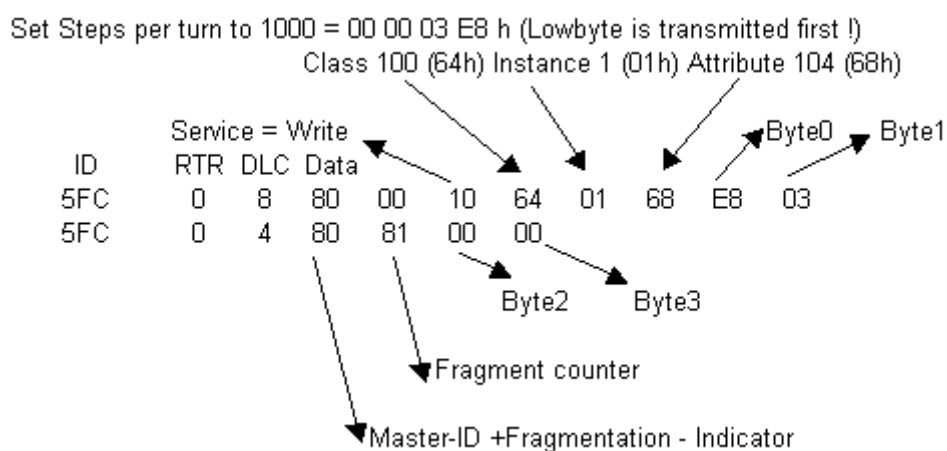 Set Steps per turn to 1000 = 00 00 03 E8 h (Lowbyte is transmitted first !)
Class 100 (64h) Instance 1 (01h) Attribute 104 (68h)
Service = Write Byte0 Byte1
ID RTR DLC Data
5FC 0 8 80 00 10 64 01 68 E8 03
5FC 0 4 80 81 00 00
Byte2 Byte3
Fragment counter
Master-ID +Fragmentation - Indicator